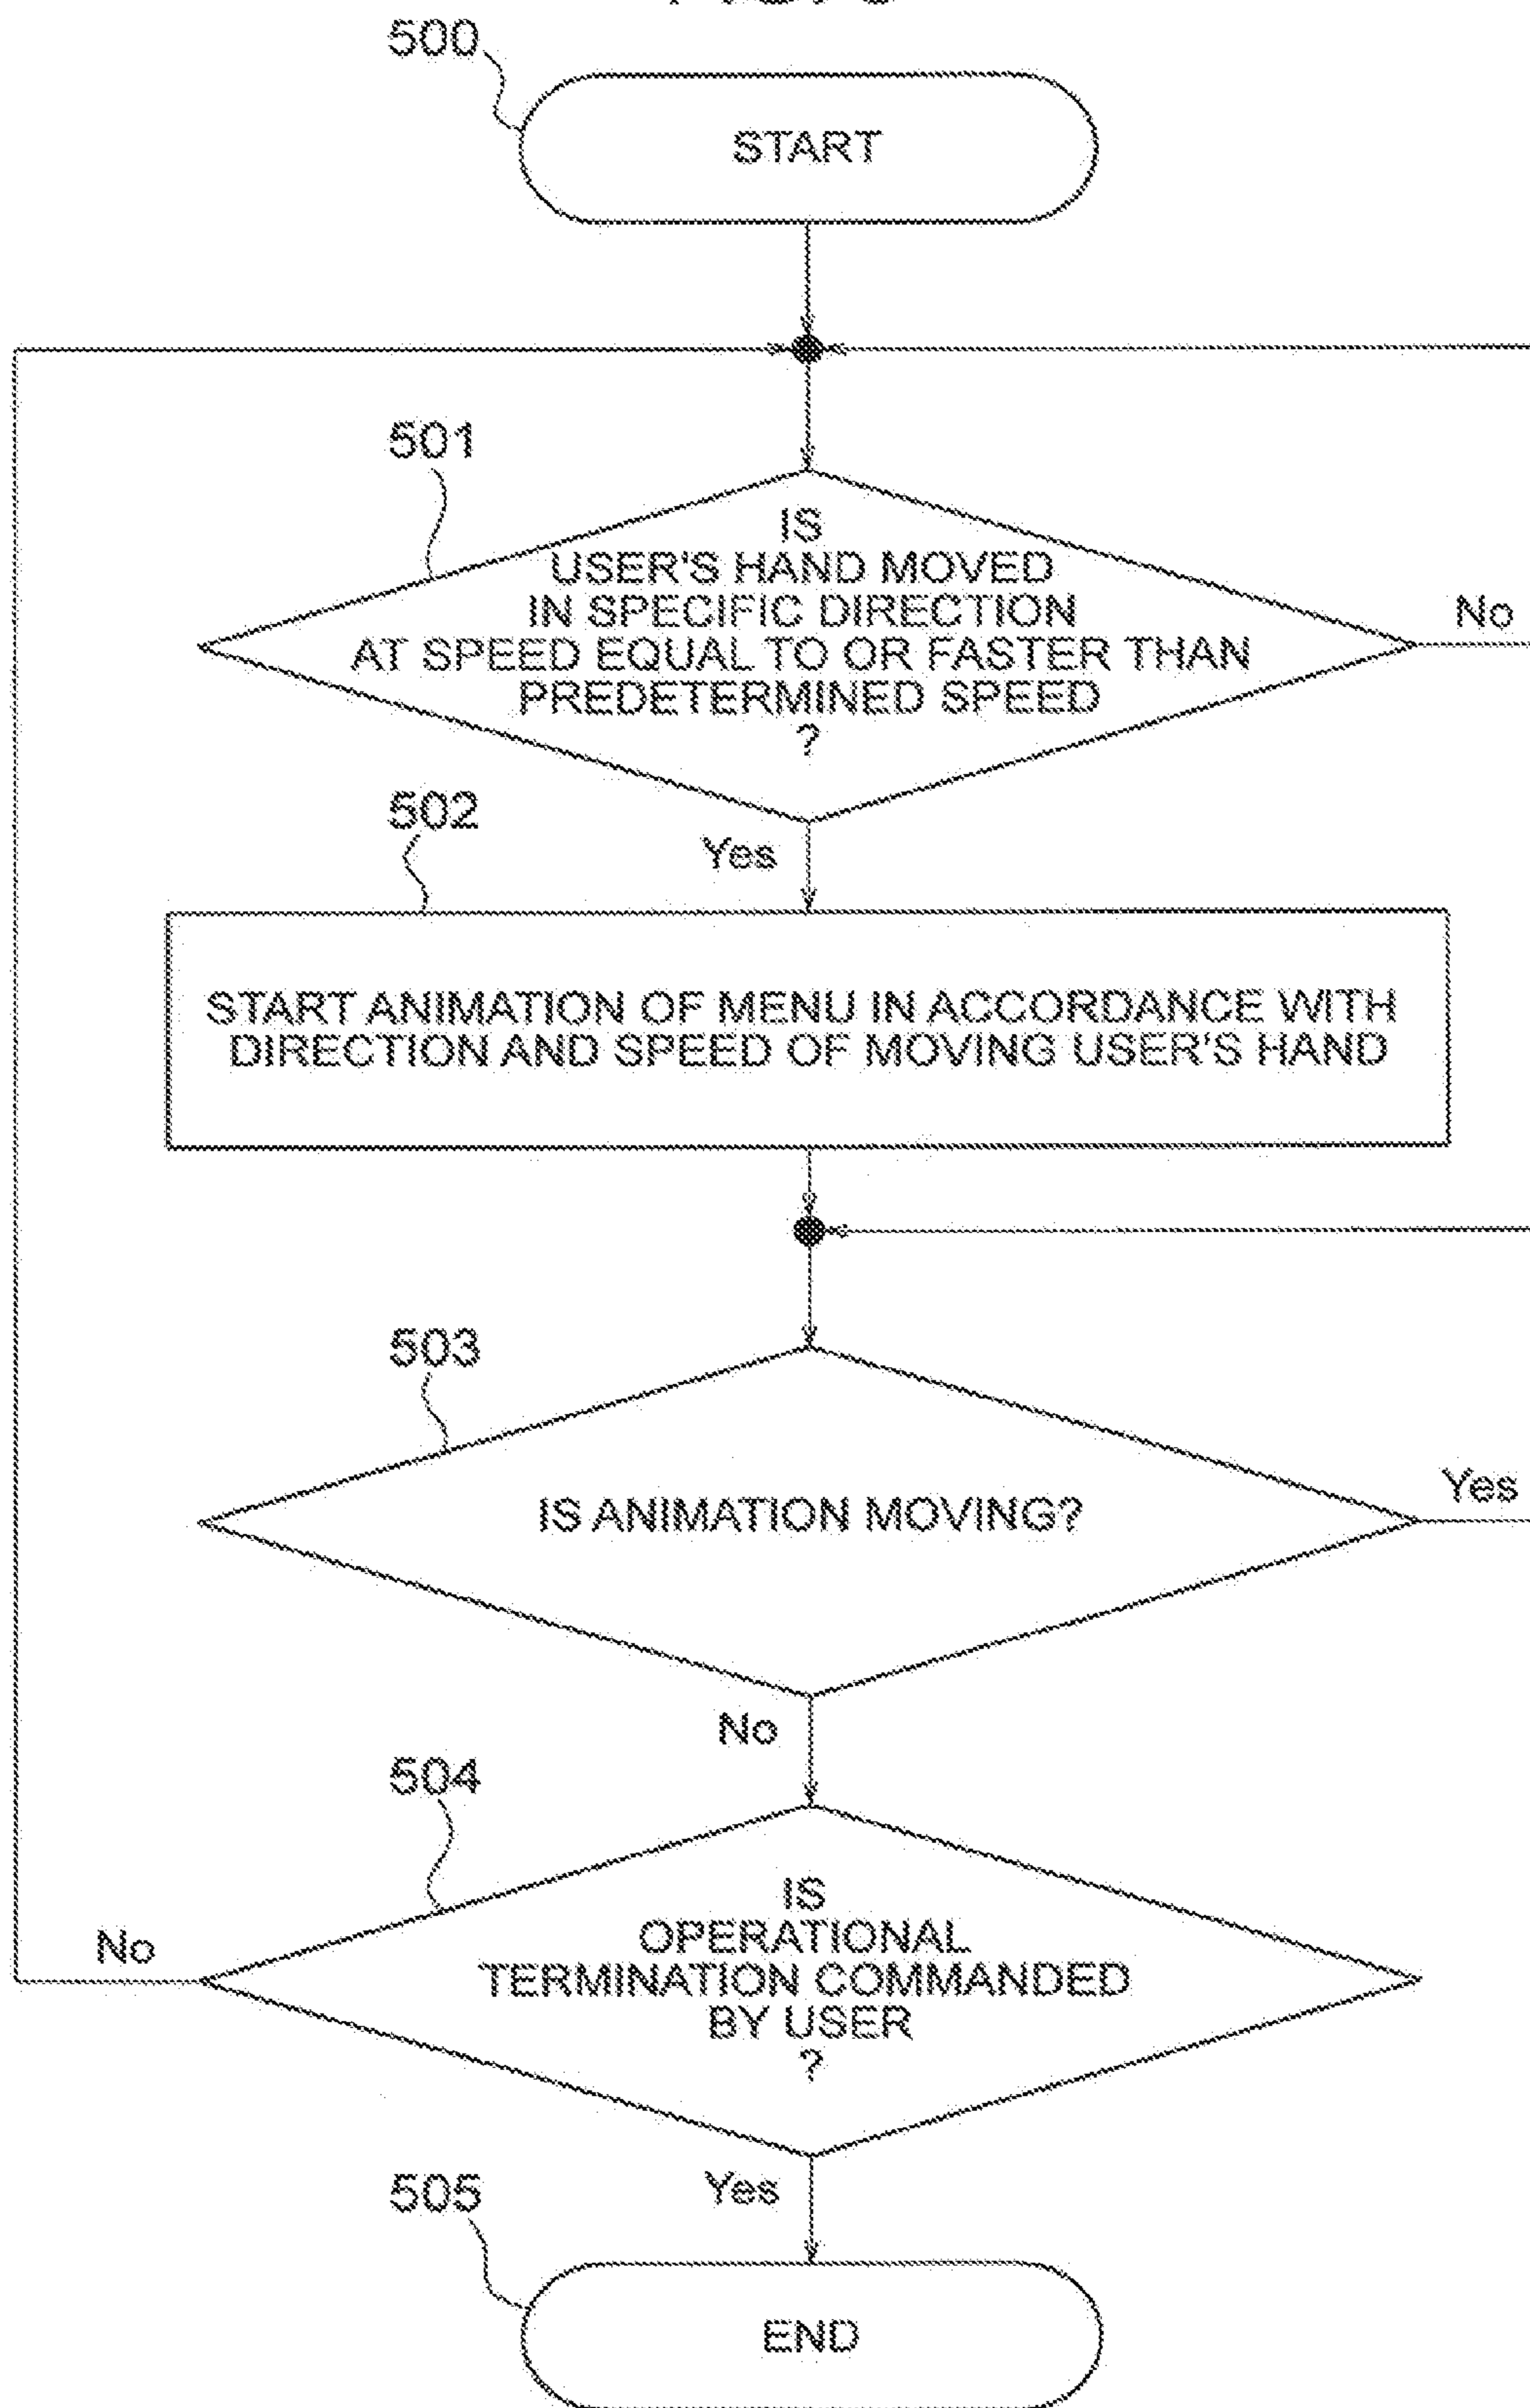 500
START
501
IS
USER'S HAND MOVED
IN SPECIFIC DIRECTION
AT SPEED EQUAL TO OR FASTER THAN
PREDETERMINED SPEED
?
No
502
Yes
START ANIMATION OF MENU IN ACCORDANCE WITH
DIRECTION AND SPEED OF MOVING USER'S HAND
503
IS ANIMATION MOVING?
Yes
No
504
IS
OPERATIONAL
TERMINATION COMMANDED
BY USER
?
No
Yes
505
END